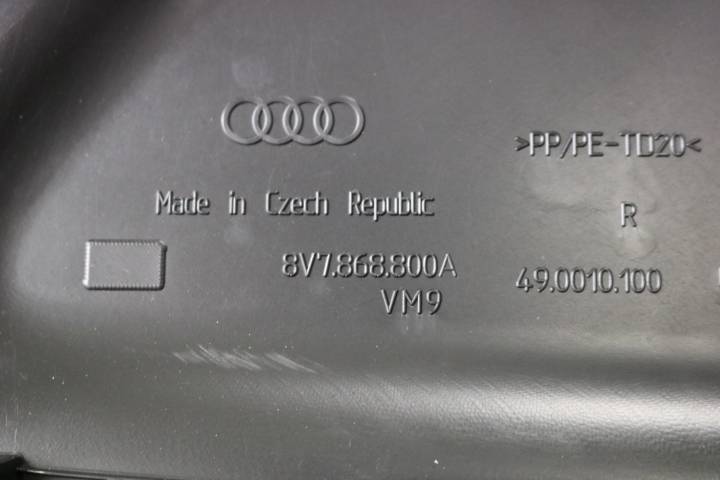 >PP/PE-TD20<
Made in Czech Republic
R
8V7.868.800A
49.0010.100
VM9